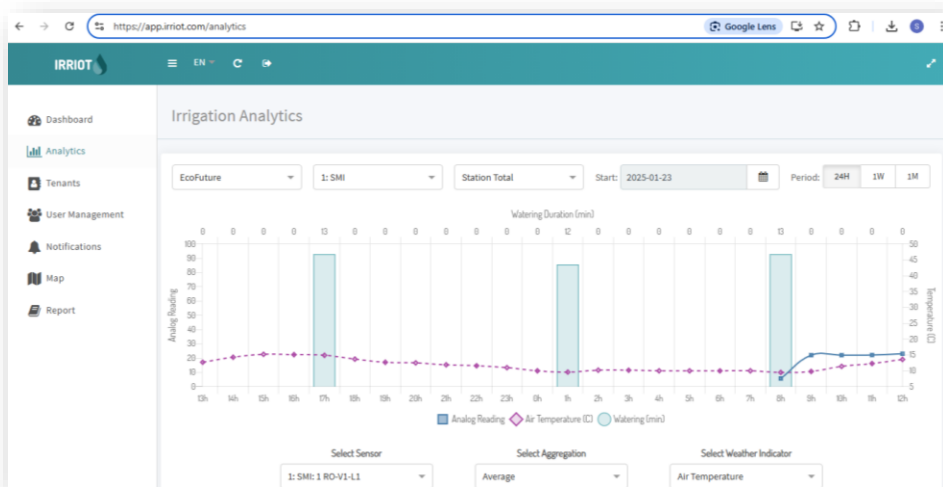 https://app.irriot.com/analytics
Google Lens
S
IRRIOT
EN
Dashboard
Analytics
Tenants
User Management
Notifications
Map
Report
Irrigation Analytics
EcoFuture
1: SMI
Station Total
Start: 2025-01-23
Period: 24H 1W 1M
Watering Duration (min)
0 0 0 0 13 0 0 0 0 0 0 0 12 0 0 0 0 0 0 13 0 0 0 0
Analog Reading
100
90
80
70
60
50
40
30
20
10
0
50
45
40
35
30
25
20
15
10
5
Temperature (C)
13h 14h 15h 16h 17h 18h 19h 20h 21h 22h 23h 0h 1h 2h 3h 4h 5h 6h 7h 8h 9h 10h 11h 12h
Analog Reading Air Temperature (C) Watering (min)
Select Sensor Select Aggregation Select Weather Indicator
1: SMI: 1 RO-V1-L1 Average Air Temperature